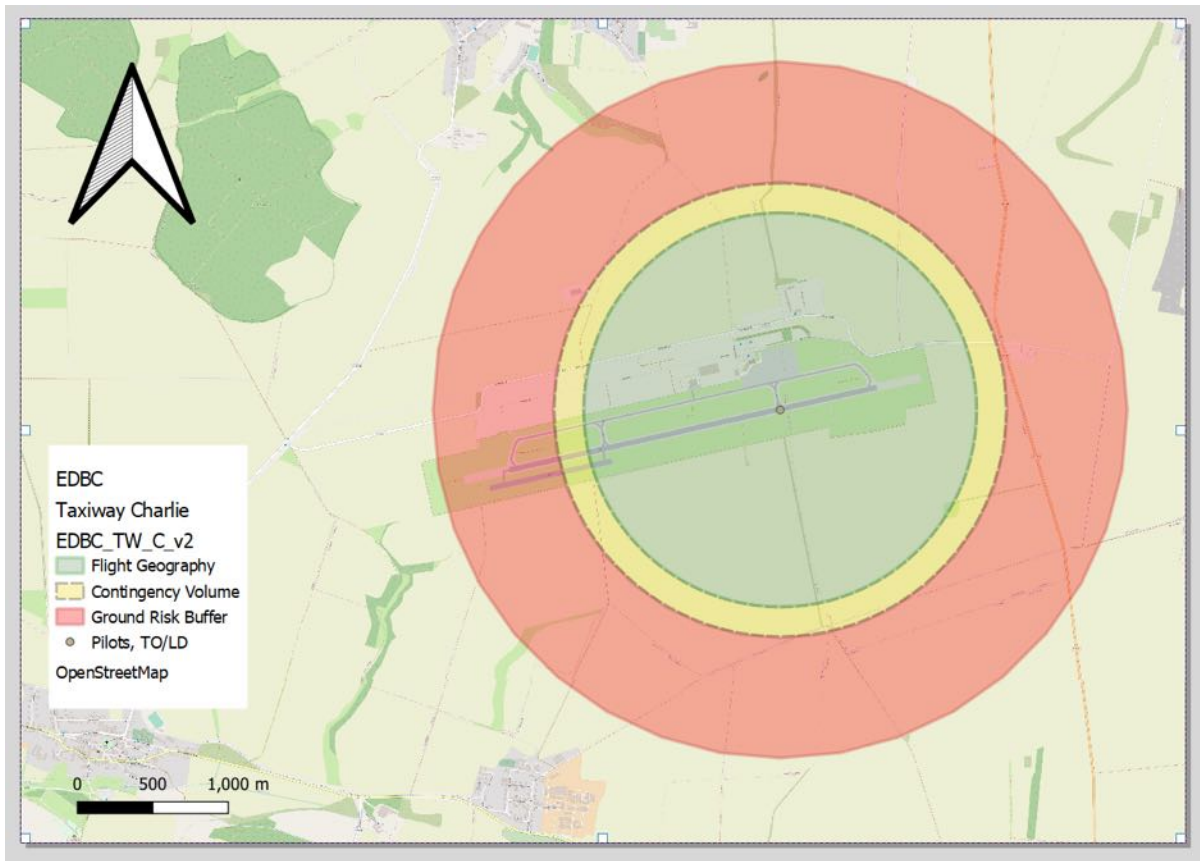 EDBC
Taxiway Charlie
EDBC_TW_C_v2
Flight Geography
Contingency Volume
Ground Risk Buffer
Pilots, TO/LD
OpenStreetMap
0 500 1,000 m